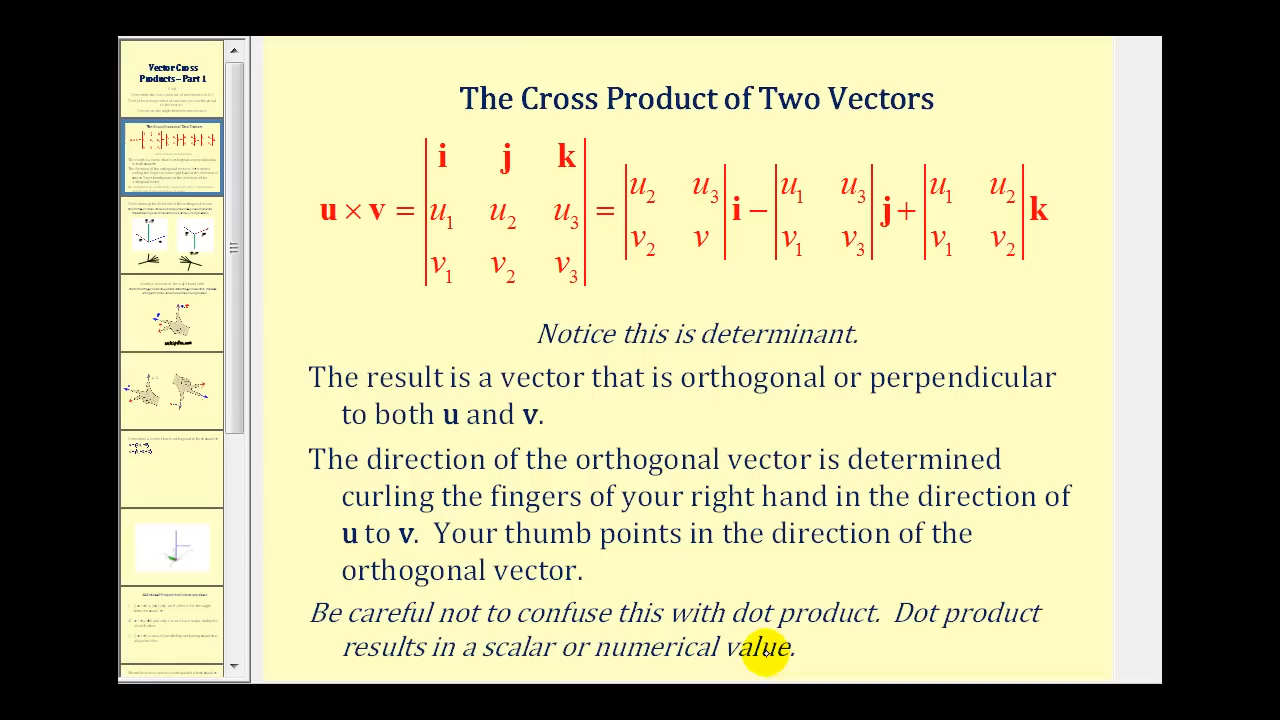 Vector Cross
Products – Part 1
The Cross Product of Two Vectors
i j k
u × v = u1 u2 u3 = u2 u3 i − u1 u3 j + u1 u2 k
v1 v2 v3 v2 v v1 v3 v1 v2
Notice this is determinant.
The result is a vector that is orthogonal or perpendicular
to both u and v.
The direction of the orthogonal vector is determined
curling the fingers of your right hand in the direction of
u to v. Your thumb points in the direction of the
orthogonal vector.
Be careful not to confuse this with dot product. Dot product
results in a scalar or numerical value.